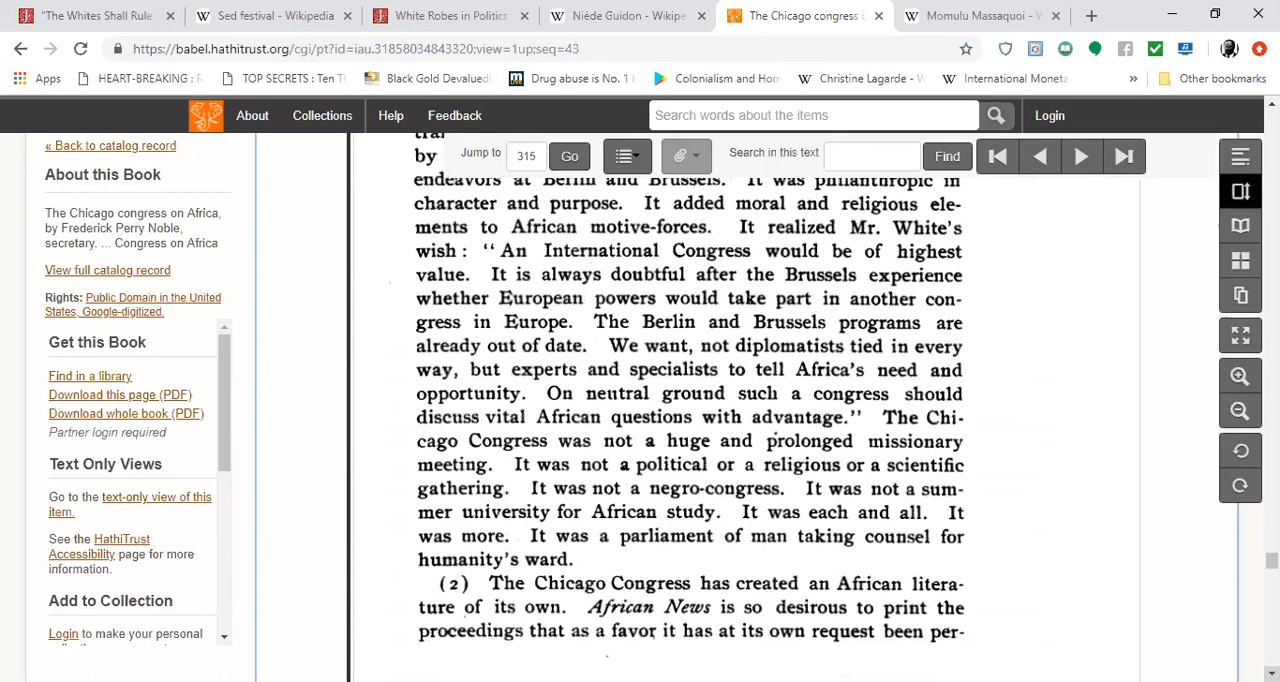 "The Whites Shall Rule
Sed festival - Wikipedia
White Robes in Politics
Niède Guidon - Wikipe
The Chicago congress o
Momulu Massaquoi - W
https://babel.hathitrust.org/cgi/pt?id=iau.31858034843320;view=1up;seq=43
Apps
HEART-BREAKING : R
TOP SECRETS : Ten Th
Black Gold Devalued
Drug abuse is No. 1 k
Colonialism and Hom
Christine Lagarde - W
International Moneta
»
Other bookmarks
About
Collections
Help
Feedback
Search words about the items
Login
« Back to catalog record
About this Book
The Chicago congress on Africa,
by Frederick Perry Noble,
secretary. ... Congress on Africa
View full catalog record
Rights: Public Domain in the United
States, Google-digitized.
Get this Book
Find in a library
Download this page (PDF)
Download whole book (PDF)
Partner login required
Text Only Views
Go to the text-only view of this
item.
See the HathiTrust
Accessibility page for more
information.
Add to Collection
Login to make your personal
Jump to
315
Go
Search in this text
Find
by
endeavors at Berlin and Brussels. It was philanthropic in
character and purpose. It added moral and religious ele-
ments to African motive-forces. It realized Mr. White's
wish : "An International Congress would be of highest
value. It is always doubtful after the Brussels experience
whether European powers would take part in another con-
gress in Europe. The Berlin and Brussels programs are
already out of date. We want, not diplomatists tied in every
way, but experts and specialists to tell Africa's need and
opportunity. On neutral ground such a congress should
discuss vital African questions with advantage." The Chi-
cago Congress was not a huge and prolonged missionary
meeting. It was not a political or a religious or a scientific
gathering. It was not a negro-congress. It was not a sum-
mer university for African study. It was each and all. It
was more. It was a parliament of man taking counsel for
humanity's ward.
(2) The Chicago Congress has created an African litera-
ture of its own. African News is so desirous to print the
proceedings that as a favor it has at its own request been per-